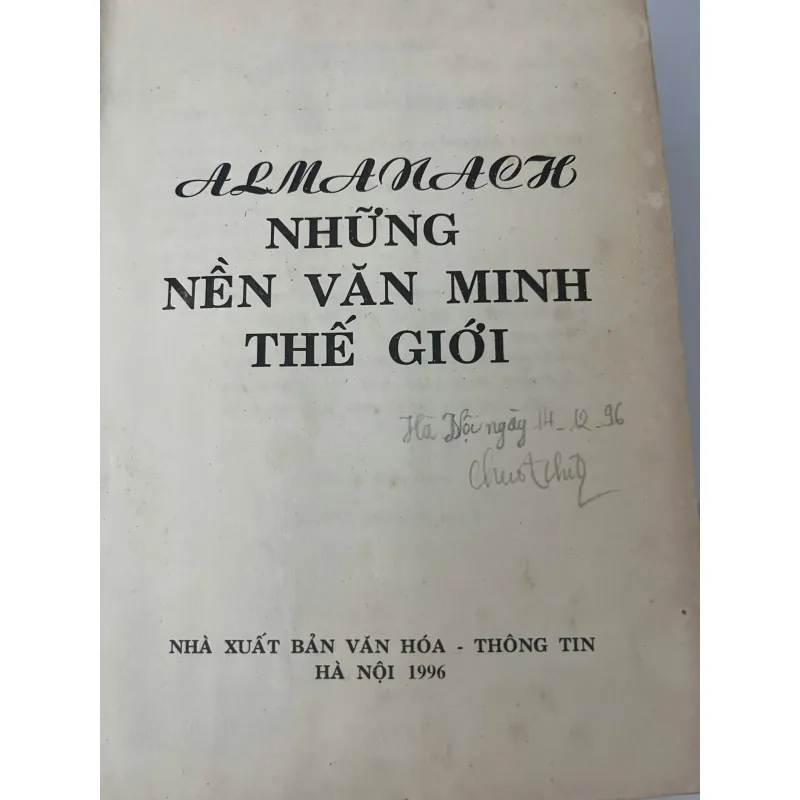 ALMANACH
NHỮNG
NỀN VĂN MINH
THẾ GIỚI
Hà Nội ngày 14-12-96
NHÀ XUẤT BẢN VĂN HÓA - THÔNG TIN
HÀ NỘI 1996